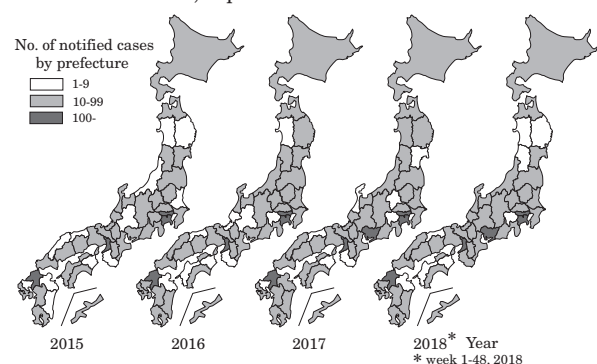 No. of notified cases
by prefecture
1-9
10-99
100-
2015
2016
2017
2018* Year
* week 1-48, 2018